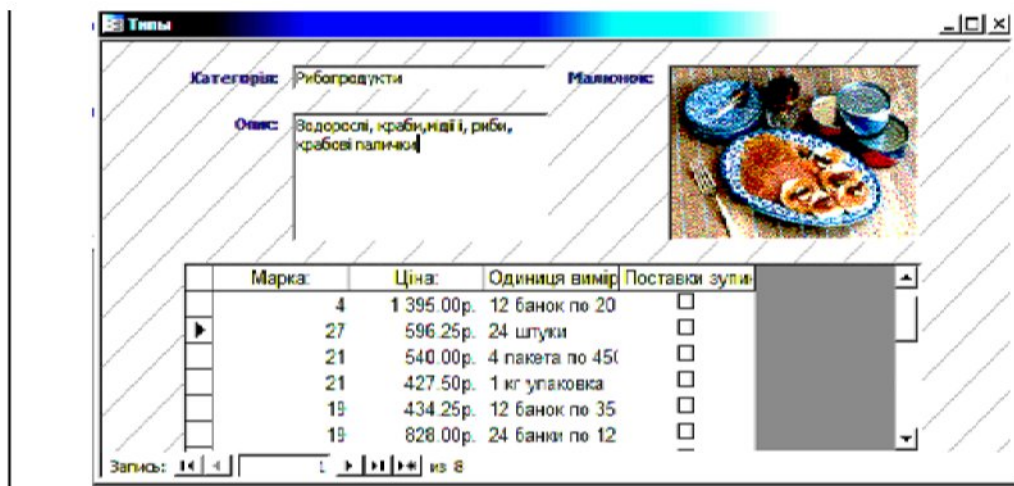 Типы
Категорія: Рибопродукти Малюнок:
Опис: Водорослі, краби,мідії, риби,
крабові палички
Марка: Ціна: Одиниця вимір Поставки зупин
4 1 395.00р. 12 банок по 20
27 596.25р. 24 штуки
21 540.00р. 4 пакета по 450
21 427.50р. 1 кг упаковка
19 434.25р. 12 банок по 35
19 828.00р. 24 банки по 12
Запись: 1 из 8